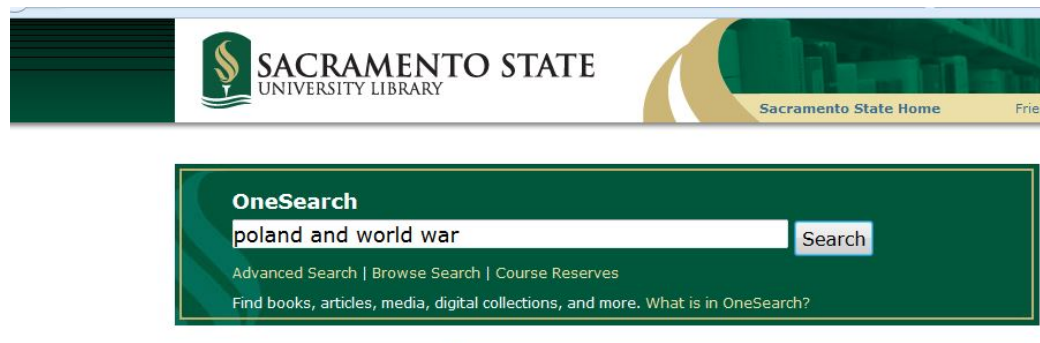 SACRAMENTO STATE
UNIVERSITY LIBRARY
Sacramento State Home Frie
OneSearch
poland and world war
Search
Advanced Search | Browse Search | Course Reserves
Find books, articles, media, digital collections, and more. What is in OneSearch?